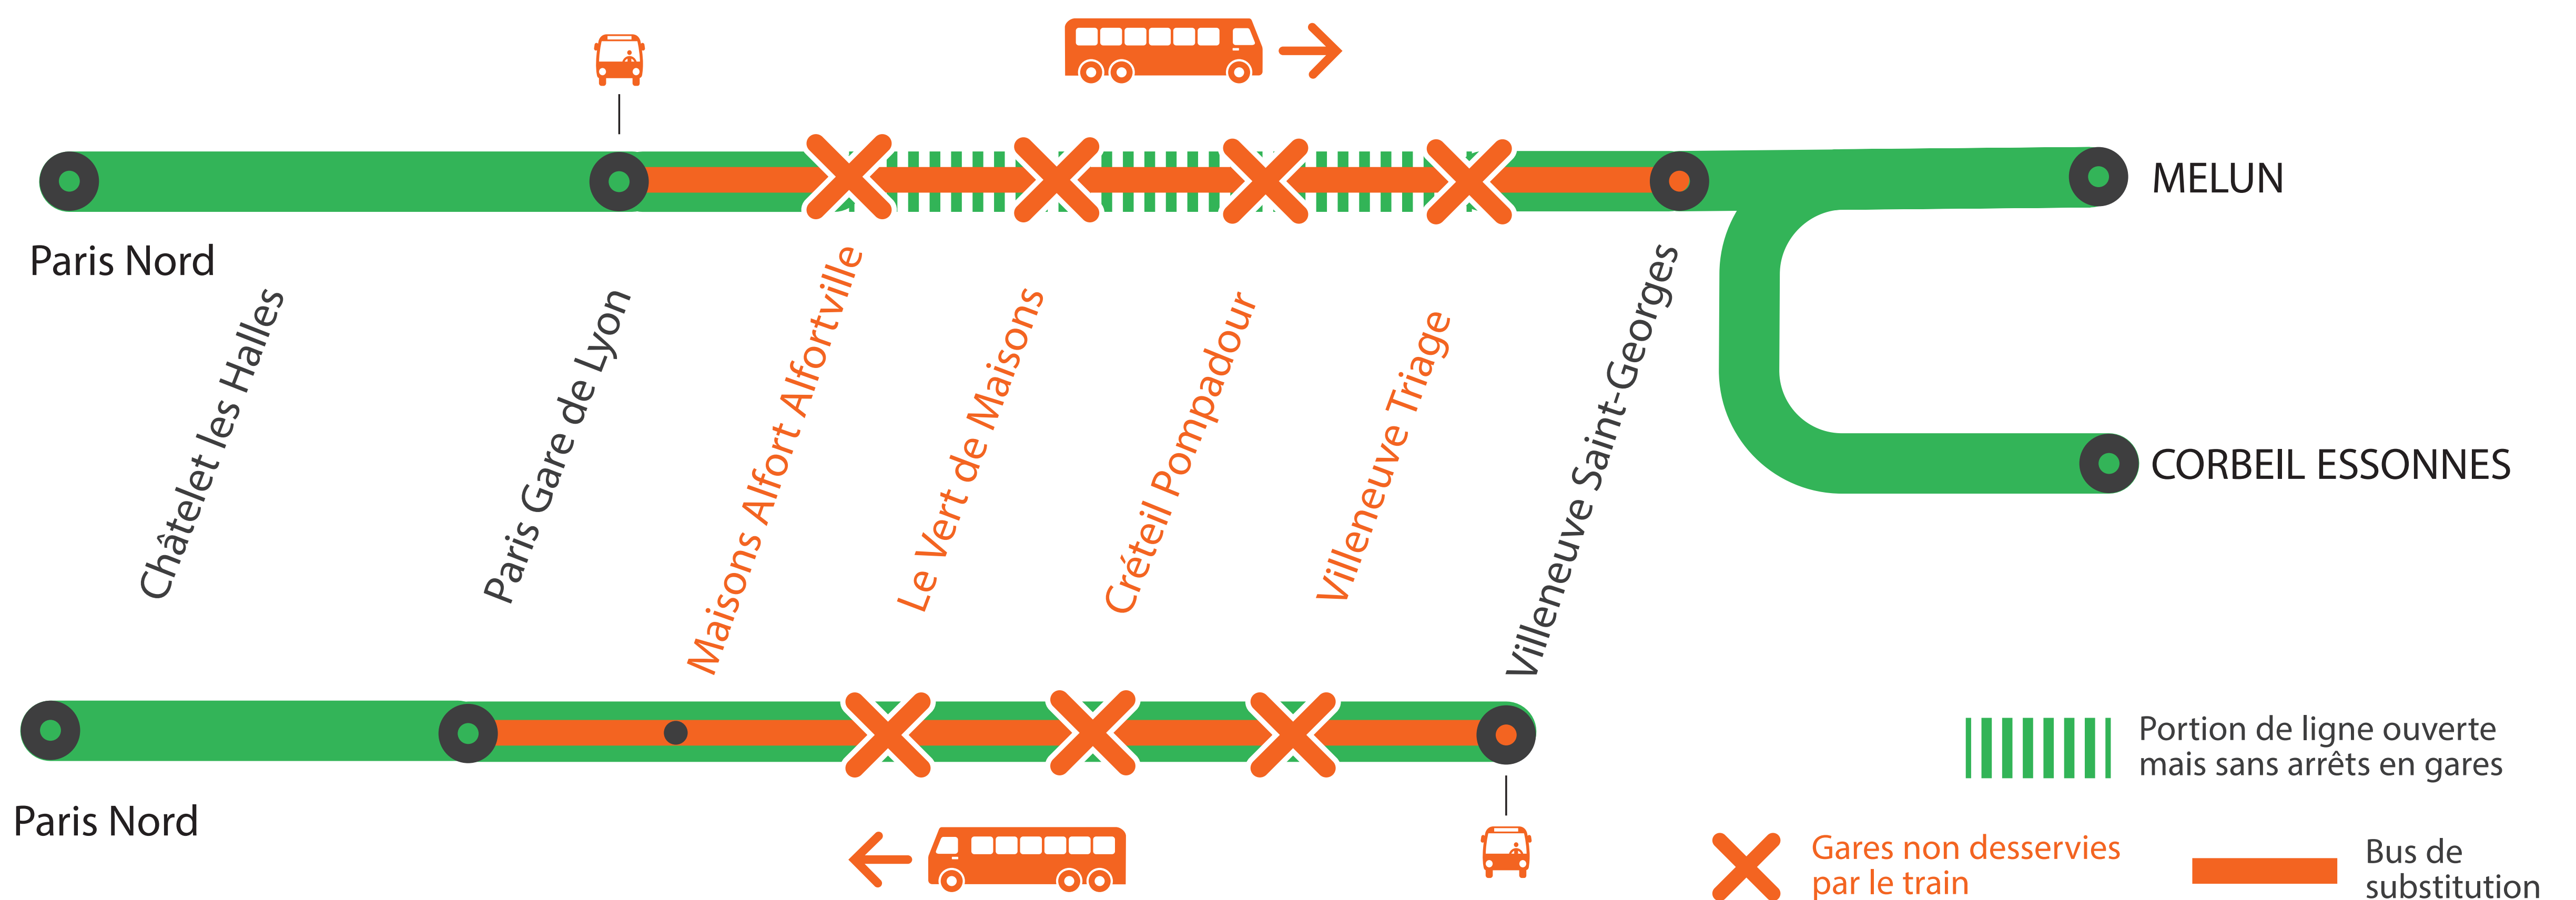 MELUN
Paris Nord
Châtelet les Halles
Paris Gare de Lyon
Maisons Alfort Alfortville
Le Vert de Maisons
Créteil Pompadour
Villeneuve Triage
Villeneuve Saint-Georges
CORBEIL ESSONNES
Paris Nord
Portion de ligne ouverte
mais sans arrêts en gares
Gares non desservies
par le train
Bus de
substitution